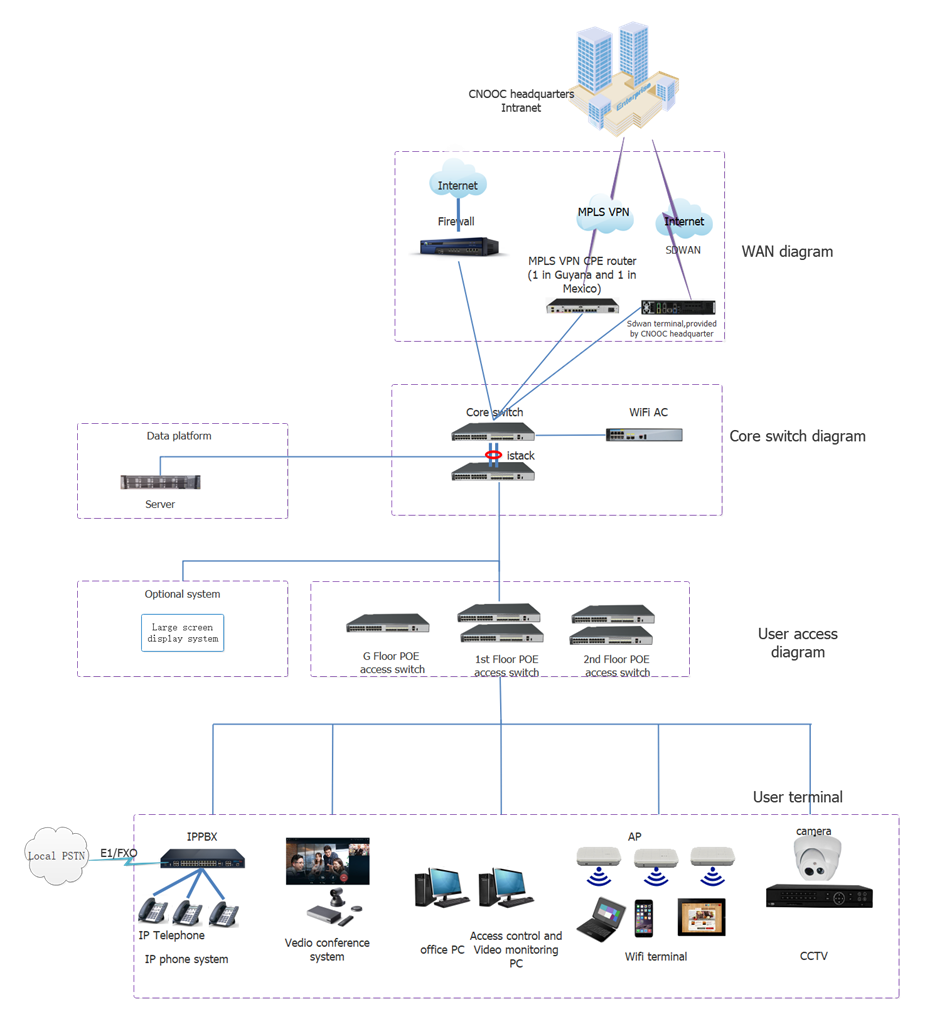 CNOOC headquarters
Intranet
Enterprise
Internet
Firewall
MPLS VPN
Internet
SDWAN
WAN diagram
MPLS VPN CPE router
(1 in Guyana and 1 in
Mexico)
Sdwan terminal,provided
by CNOOC headquarter
Core switch
WiFi AC
Core switch diagram
istack
Data platform
Server
Optional system
Large screen
display system
G Floor POE
access switch
1st Floor POE
access switch
2nd Floor POE
access switch
User access
diagram
User terminal
Local PSTN
E1/FXO
IPPBX
IP Telephone
IP phone system
Vedio conference
system
office PC
Access control and
Video monitoring
PC
AP
Wifi terminal
camera
CCTV